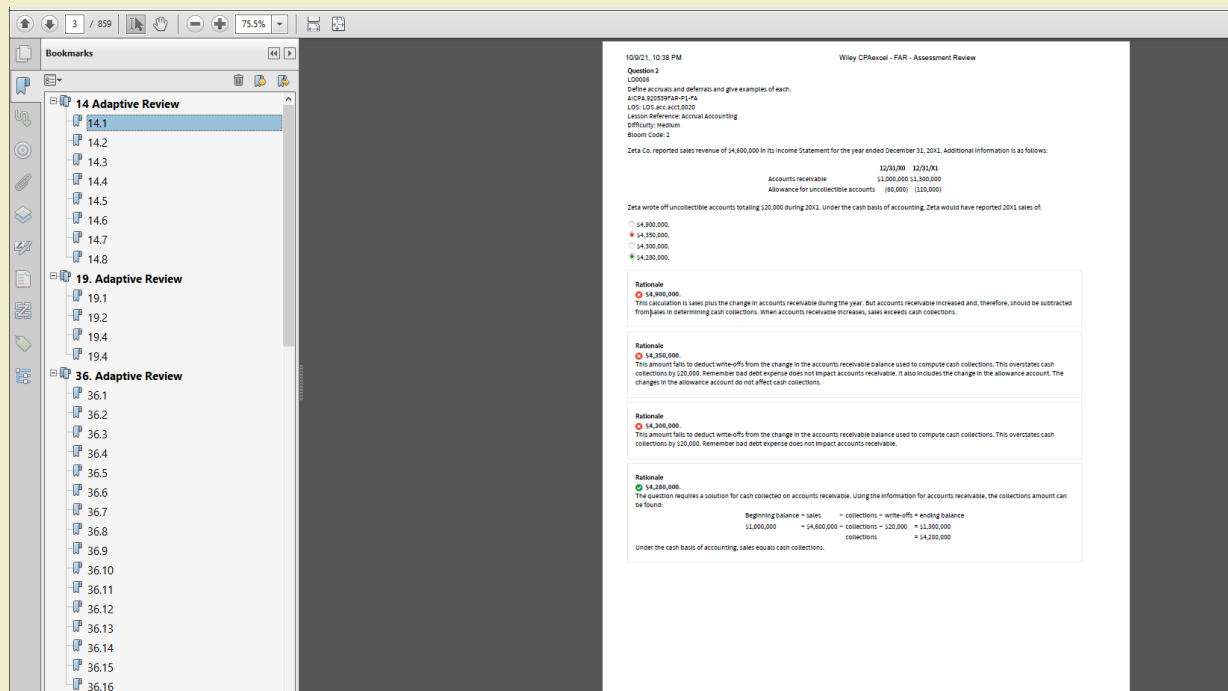 3 / 859
75.5%
Bookmarks
14 Adaptive Review
14.1
14.2
14.3
14.4
14.5
14.6
14.7
14.8
19. Adaptive Review
19.1
19.2
19.4
19.4
36. Adaptive Review
36.1
36.2
36.3
36.4
36.5
36.6
36.7
36.8
36.9
36.10
36.11
36.12
36.13
36.14
36.15
36.16
10/9/21, 10:38 PM Wiley CPAexcel - FAR - Assessment Review
Question 2
LO0006
Define accruals and deferrals and give examples of each.
AICPA.920539FAR-P1-FA
LOS: LOS.acc.acct.0020
Lesson Reference: Accrual Accounting
Difficulty: Medium
Bloom Code: 2
Zeta Co. reported sales revenue of $4,600,000 in its income Statement for the year ended December 31, 20X1. Additional information is as follows:
12/31/X0 12/31/X1
Accounts receivable $1,000,000 $1,300,000
Allowance for uncollectible accounts (60,000) (110,000)
Zeta wrote off uncollectible accounts totaling $20,000 during 20X1. Under the cash basis of accounting, Zeta would have reported 20X1 sales of:
$4,900,000.
$4,350,000.
$4,300,000.
$4,280,000.
Rationale
$4,900,000.
This calculation is sales plus the change in accounts receivable during the year. But accounts receivable increased and, therefore, should be subtracted
from sales in determining cash collections. When accounts receivable increases, sales exceeds cash collections.
Rationale
$4,350,000.
This amount fails to deduct write-offs from the change in the accounts receivable balance used to compute cash collections. This overstates cash
collections by $20,000. Remember bad debt expense does not impact accounts receivable. It also includes the change in the allowance account. The
changes in the allowance account do not affect cash collections.
Rationale
$4,300,000.
This amount fails to deduct write-offs from the change in the accounts receivable balance used to compute cash collections. This overstates cash
collections by $20,000. Remember bad debt expense does not impact accounts receivable.
Rationale
$4,280,000.
The question requires a solution for cash collected on accounts receivable. Using the information for accounts receivable, the collections amount can
be found:
Beginning balance + sales − collections − write-offs = ending balance
$1,000,000 + $4,600,000 − collections − $20,000 = $1,300,000
collections = $4,280,000
Under the cash basis of accounting, sales equals cash collections.